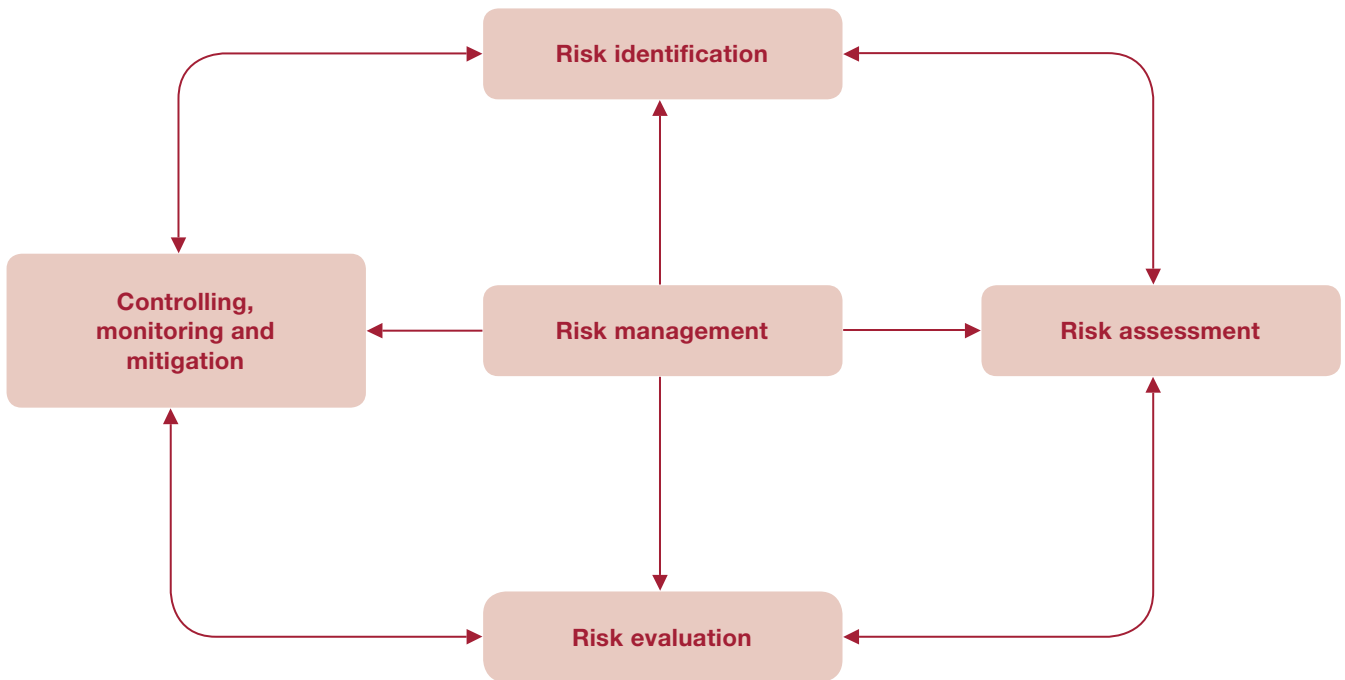 Risk identification
Controlling,
monitoring and
mitigation
Risk management
Risk assessment
Risk evaluation